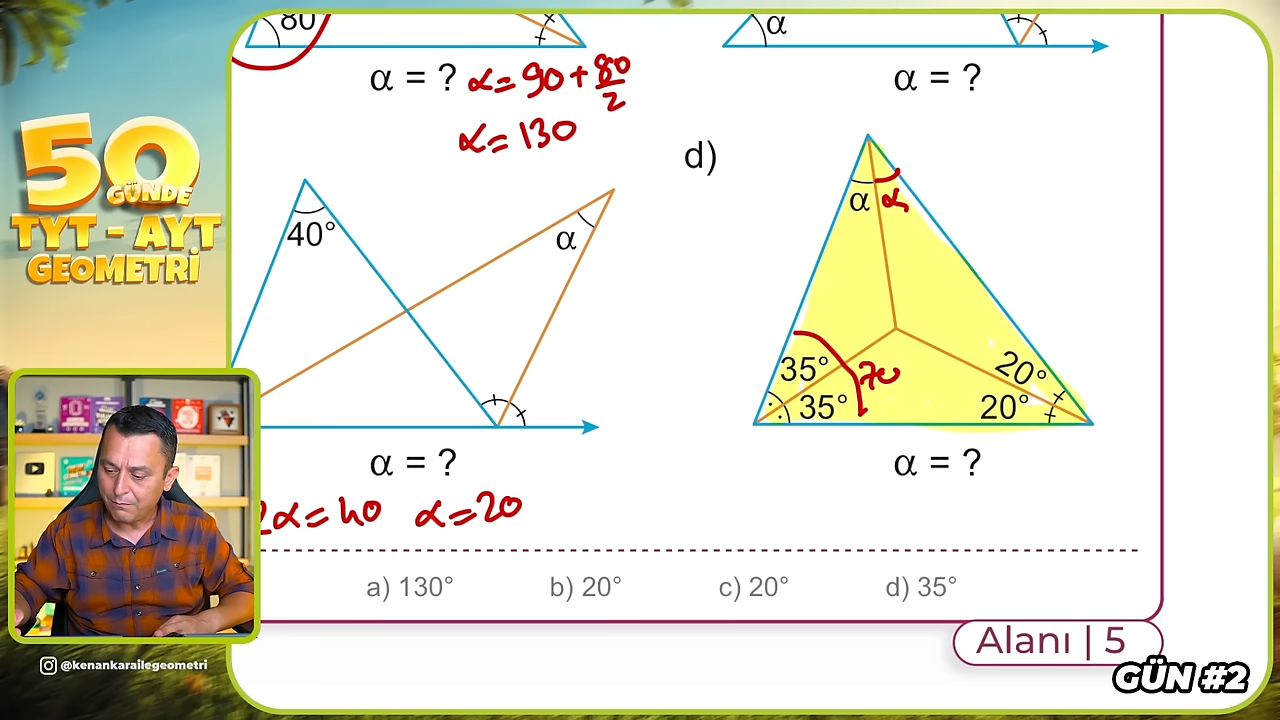 50
GÜNDE
TYT - AYT
GEOMETRİ
80
α
α = ? α = 90 + 80/2
α = 130
α = ?
d)
40°
α
α α
35°
35°
70
20°
20°
α = ?
2α = 40 α = 20
α = ?
a) 130° b) 20° c) 20° d) 35°
Alanı | 5
GÜN #2
@kenankarailegeometri